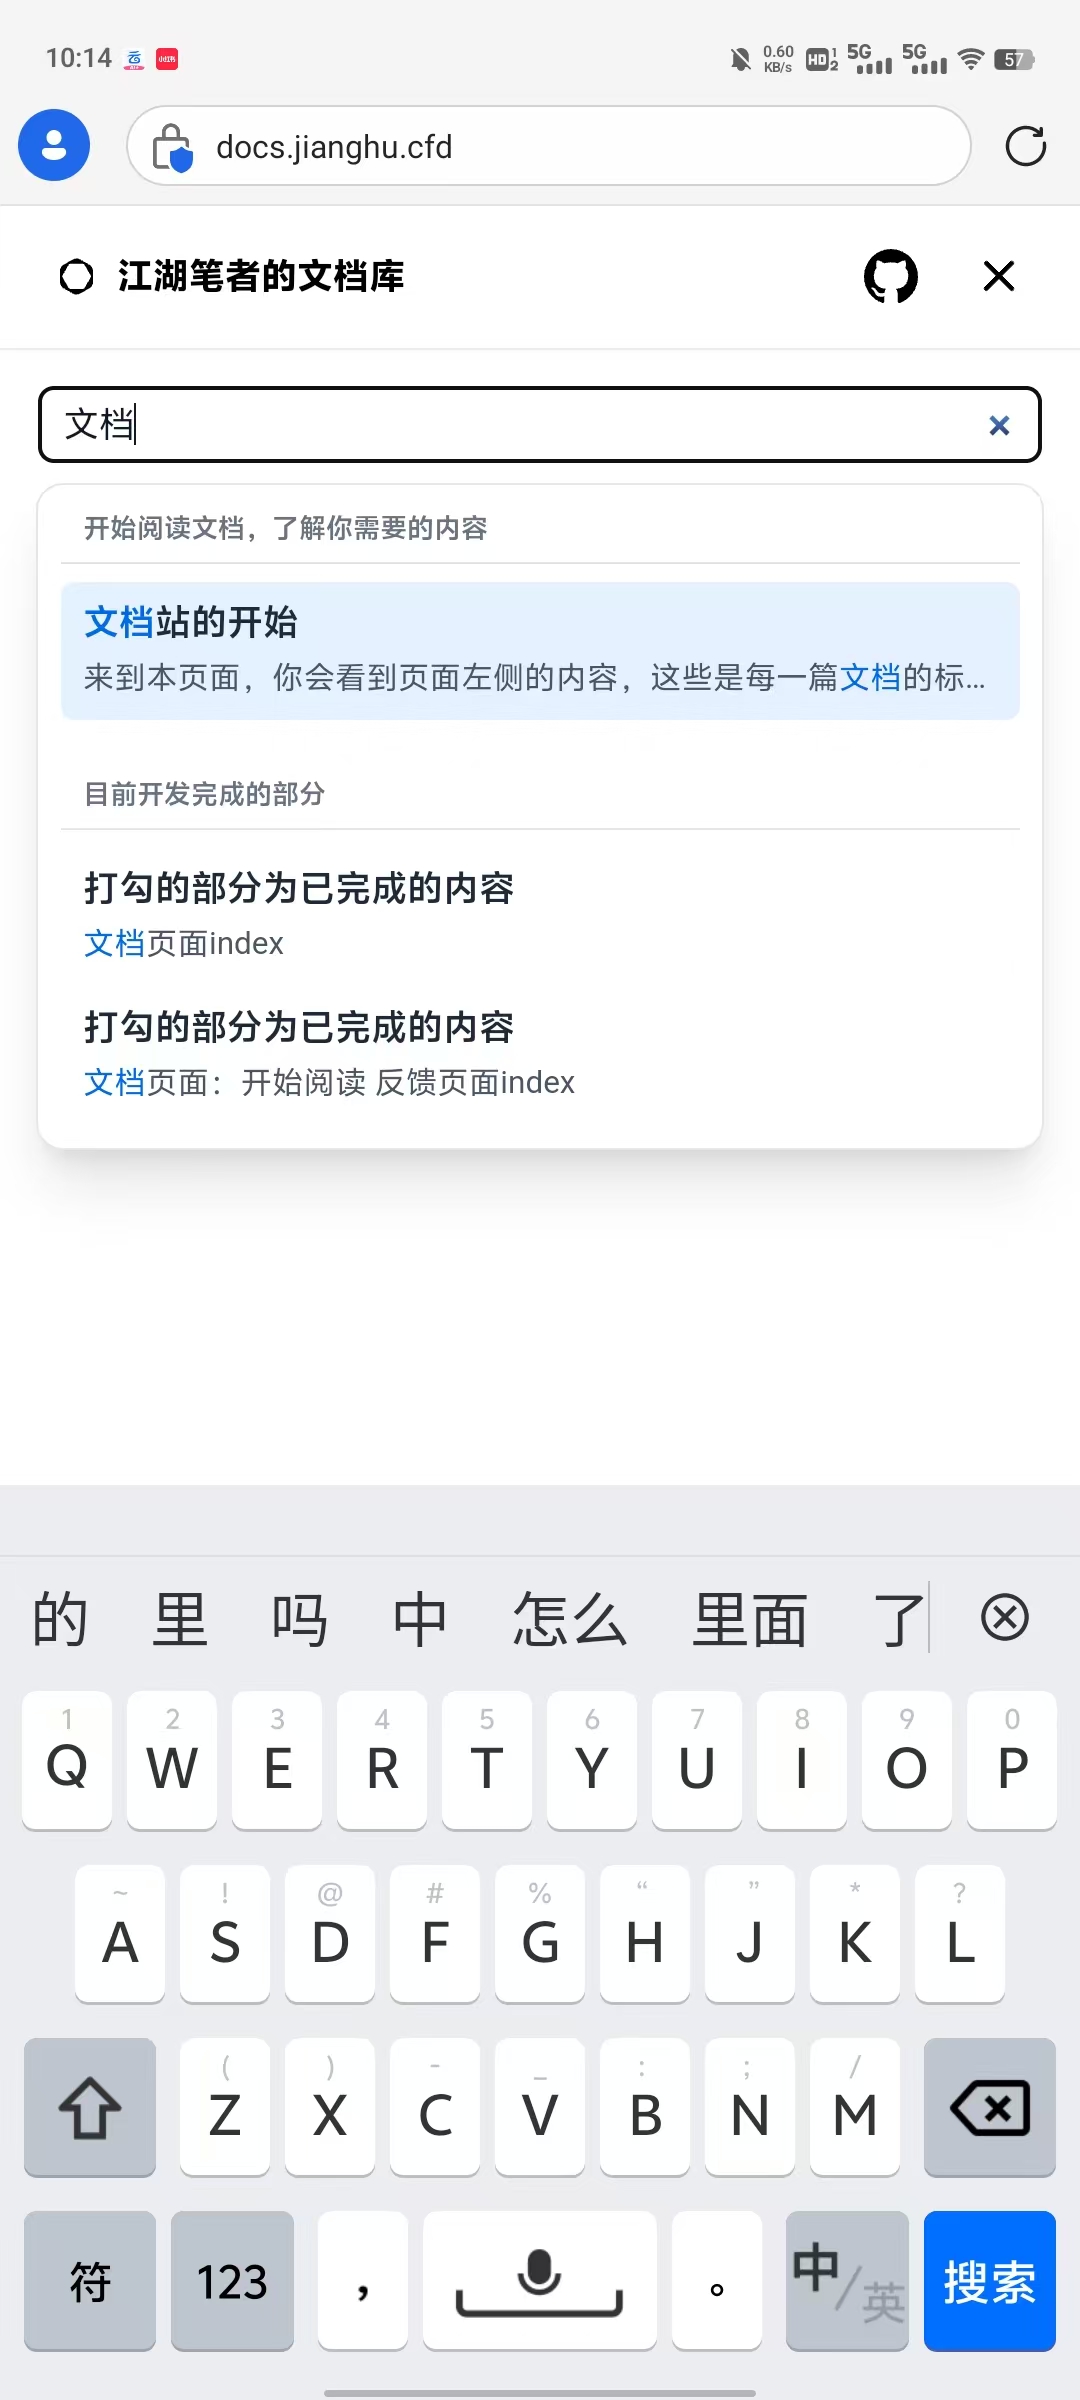 10:14
0.60 KB/s HD 1 2 5G 5G 57
docs.jianghu.cfd
江湖笔者的文档库
文档
开始阅读文档，了解你需要的内容
文档站的开始
来到本页面，你会看到页面左侧的内容，这些是每一篇文档的标...
目前开发完成的部分
打勾的部分为已完成的内容
文档页面index
打勾的部分为已完成的内容
文档页面：开始阅读 反馈页面index
的 里 吗 中 怎么 里面 了
1 2 3 4 5 6 7 8 9 0
Q W E R T Y U I O P
~ ! @ # % “ ” * ?
A S D F G H J K L
( ) - _ : ; /
Z X C V B N M
符 123 ， 。 中/英 搜索